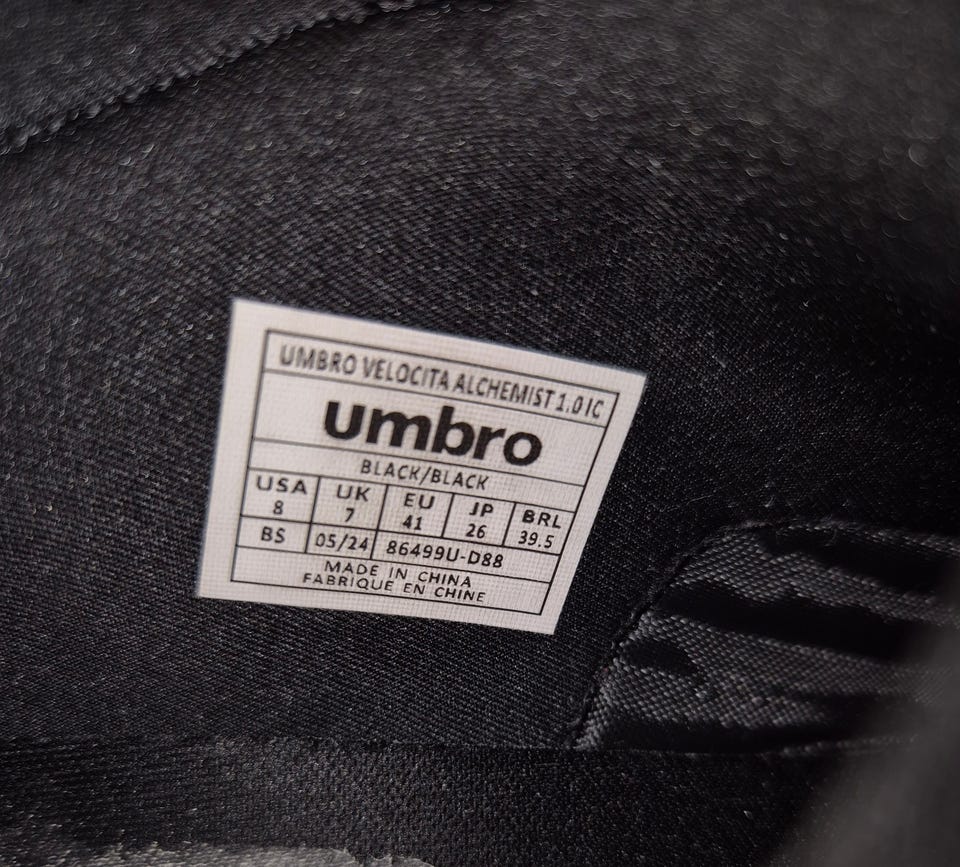 UMBRO VELOCITA ALCHEMIST 1.0 IC
umbro
BLACK/BLACK
USA UK EU JP BRL
8 7 41 26 39.5
BS 05/24 86499U-D88
MADE IN CHINA
FABRIQUE EN CHINE